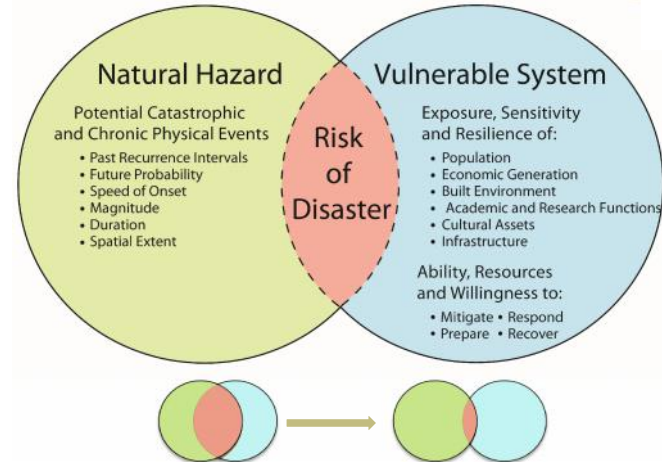 Natural Hazard
Potential Catastrophic
and Chronic Physical Events
• Past Recurrence Intervals
• Future Probability
• Speed of Onset
• Magnitude
• Duration
• Spatial Extent
Risk
of
Disaster
Vulnerable System
Exposure, Sensitivity
and Resilience of:
• Population
• Economic Generation
• Built Environment
• Academic and Research Functions
• Cultural Assets
• Infrastructure
Ability, Resources
and Willingness to:
• Mitigate • Respond
• Prepare • Recover